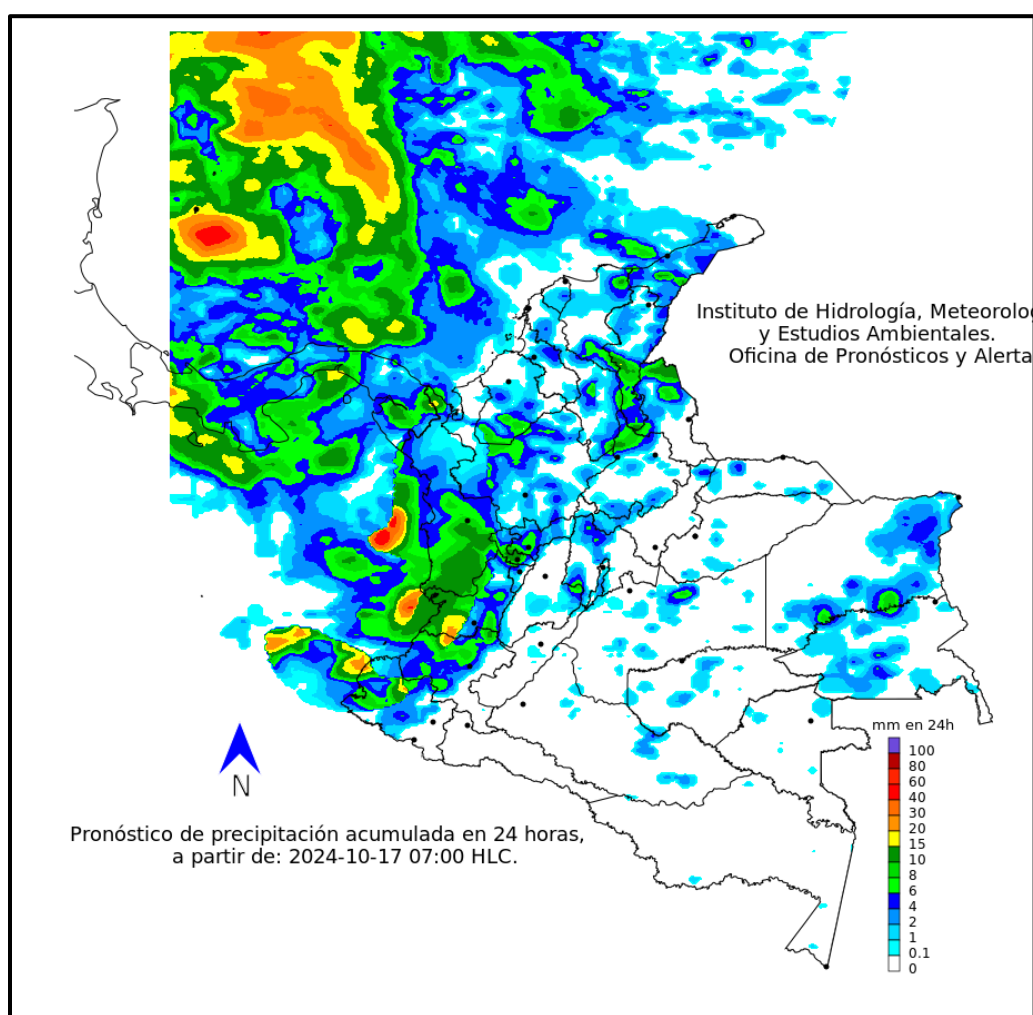 Instituto de Hidrología, Meteorolo
y Estudios Ambientales.
Oficina de Pronósticos y Alerta
mm en 24h
100
80
60
40
30
20
15
10
8
6
4
2
1
0.1
0
N
Pronóstico de precipitación acumulada en 24 horas,
a partir de: 2024-10-17 07:00 HLC.